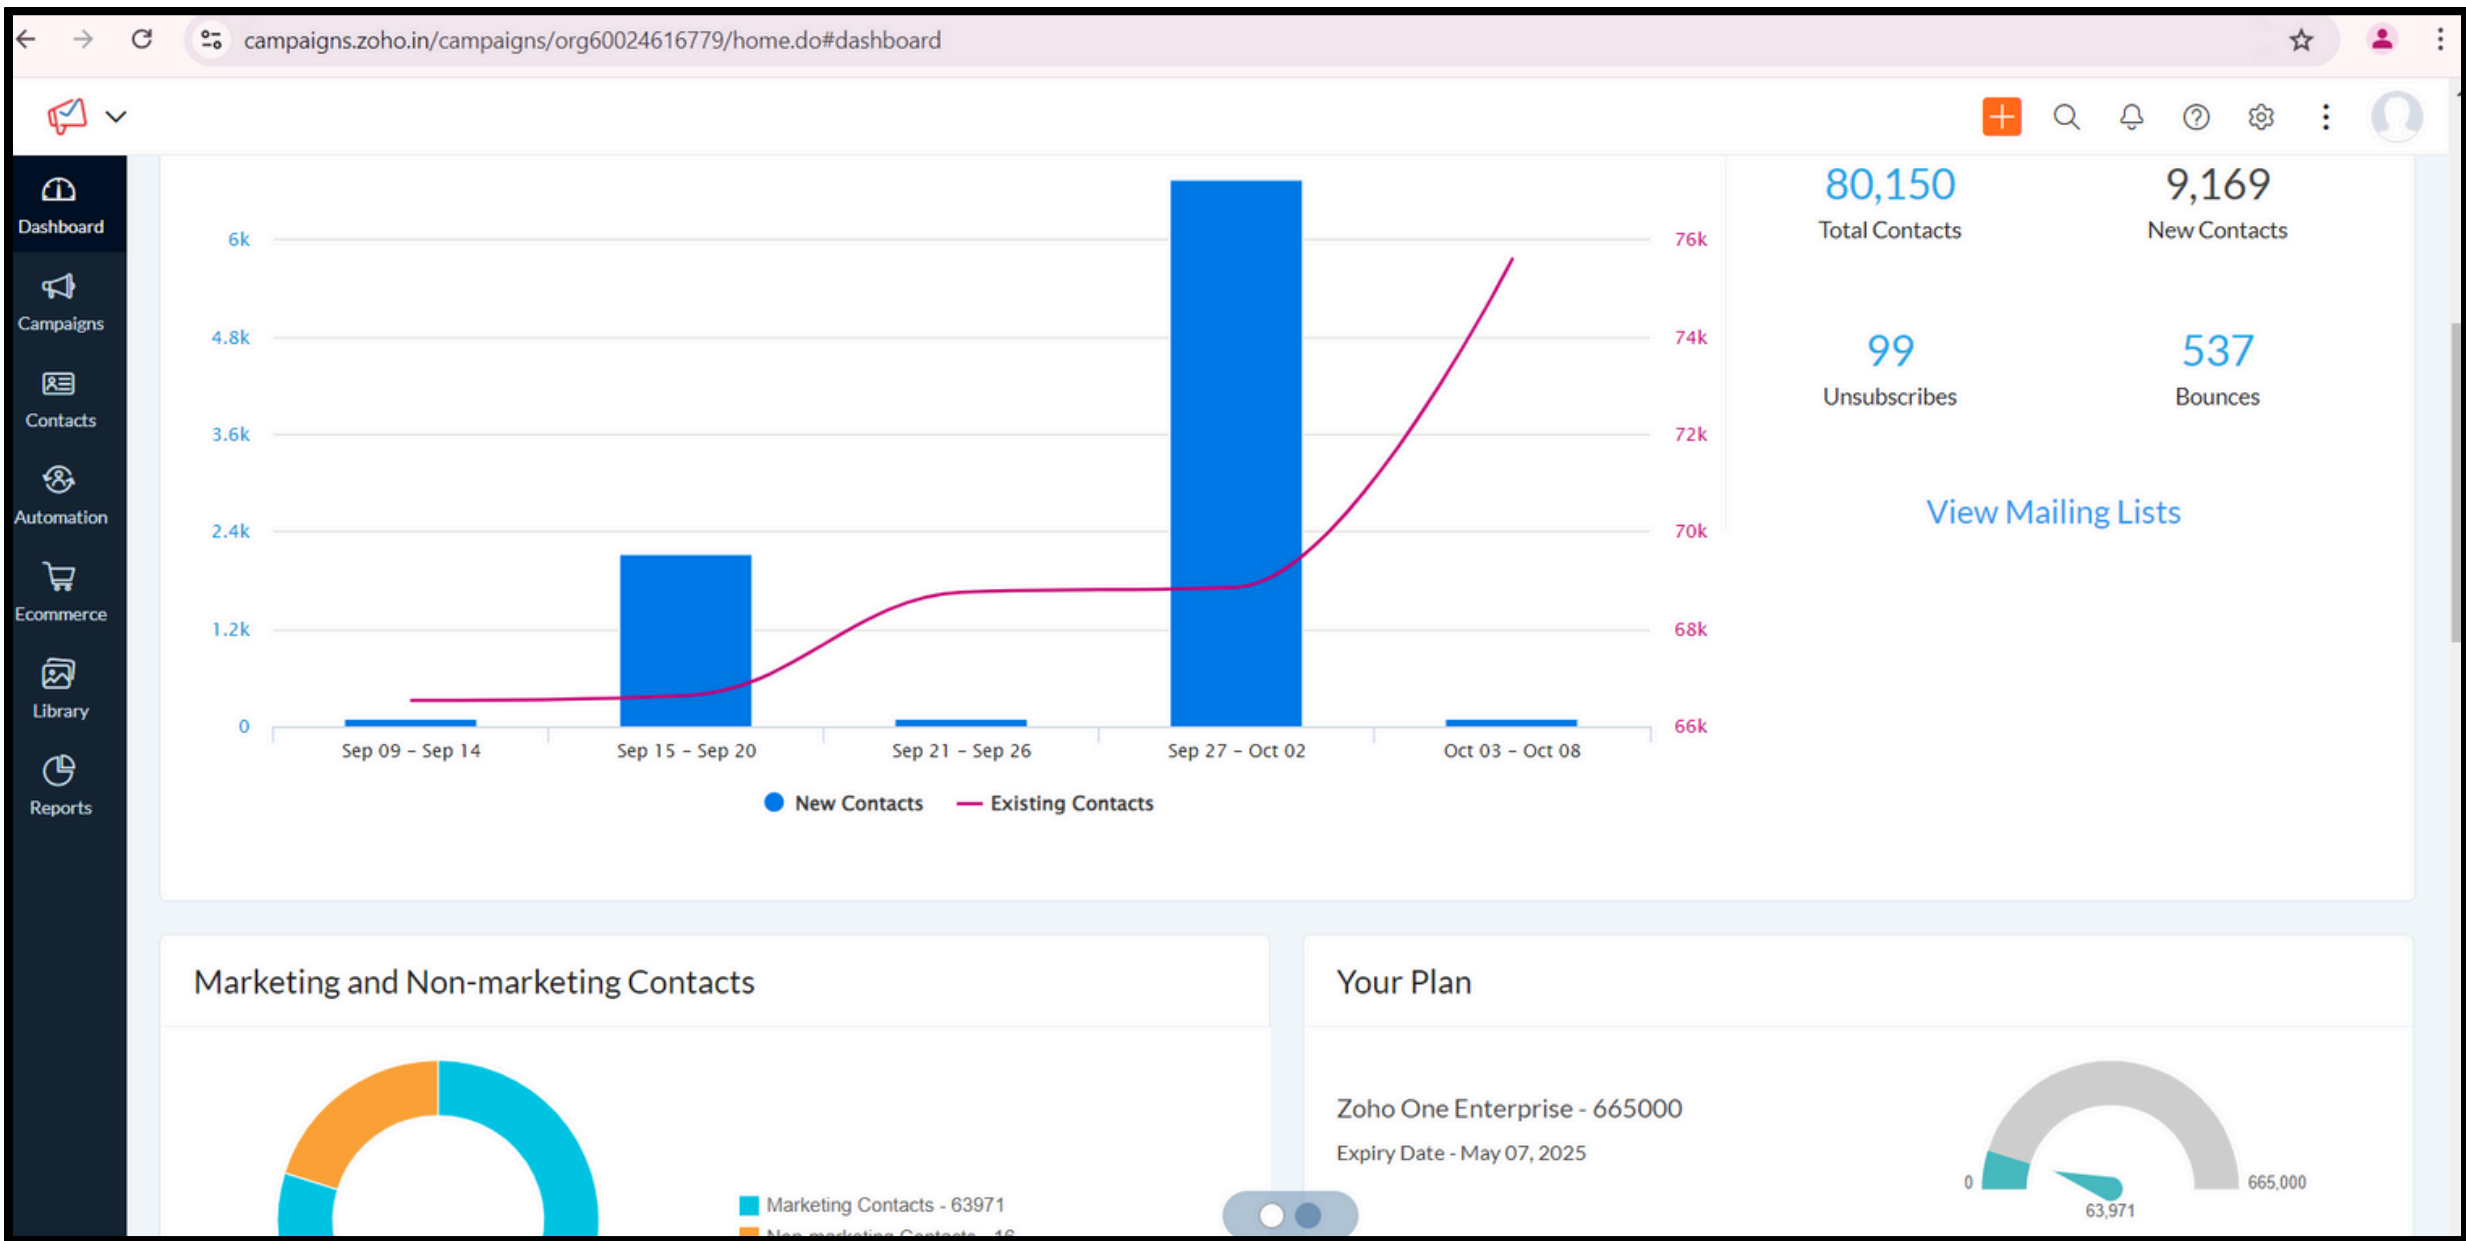 campaigns.zoho.in/campaigns/org60024616779/home.do#dashboard
Dashboard
Campaigns
Contacts
Automation
Ecommerce
Library
Reports
6k
4.8k
3.6k
2.4k
1.2k
0
76k
74k
72k
70k
68k
66k
Sep 09 – Sep 14
Sep 15 – Sep 20
Sep 21 – Sep 26
Sep 27 – Oct 02
Oct 03 – Oct 08
New Contacts
Existing Contacts
80,150
Total Contacts
9,169
New Contacts
99
Unsubscribes
537
Bounces
View Mailing Lists
Marketing and Non-marketing Contacts
Marketing Contacts - 63971
Non-marketing Contacts - 16
Your Plan
Zoho One Enterprise - 665000
Expiry Date - May 07, 2025
0
665,000
63,971